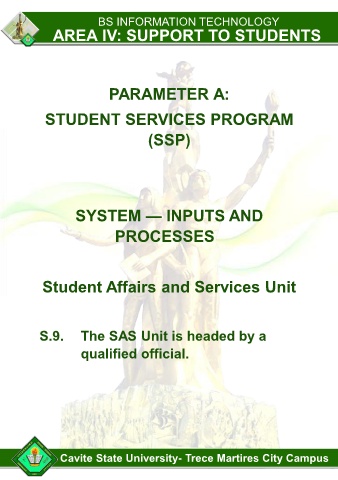 BS INFORMATION TECHNOLOGY
AREA IV: SUPPORT TO STUDENTS
PARAMETER A:
STUDENT SERVICES PROGRAM
(SSP)
SYSTEM — INPUTS AND
PROCESSES
Student Affairs and Services Unit
S.9. The SAS Unit is headed by a
qualified official.
Cavite State University- Trece Martires City Campus